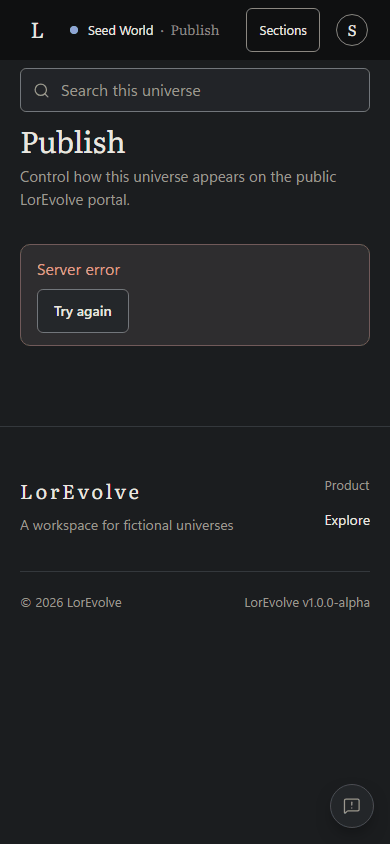 L
Seed World · Publish
Sections
S
Search this universe
Publish
Control how this universe appears on the public
LorEvolve portal.
Server error
Try again
LorEvolve
A workspace for fictional universes
Product
Explore
© 2026 LorEvolve
LorEvolve v1.0.0-alpha